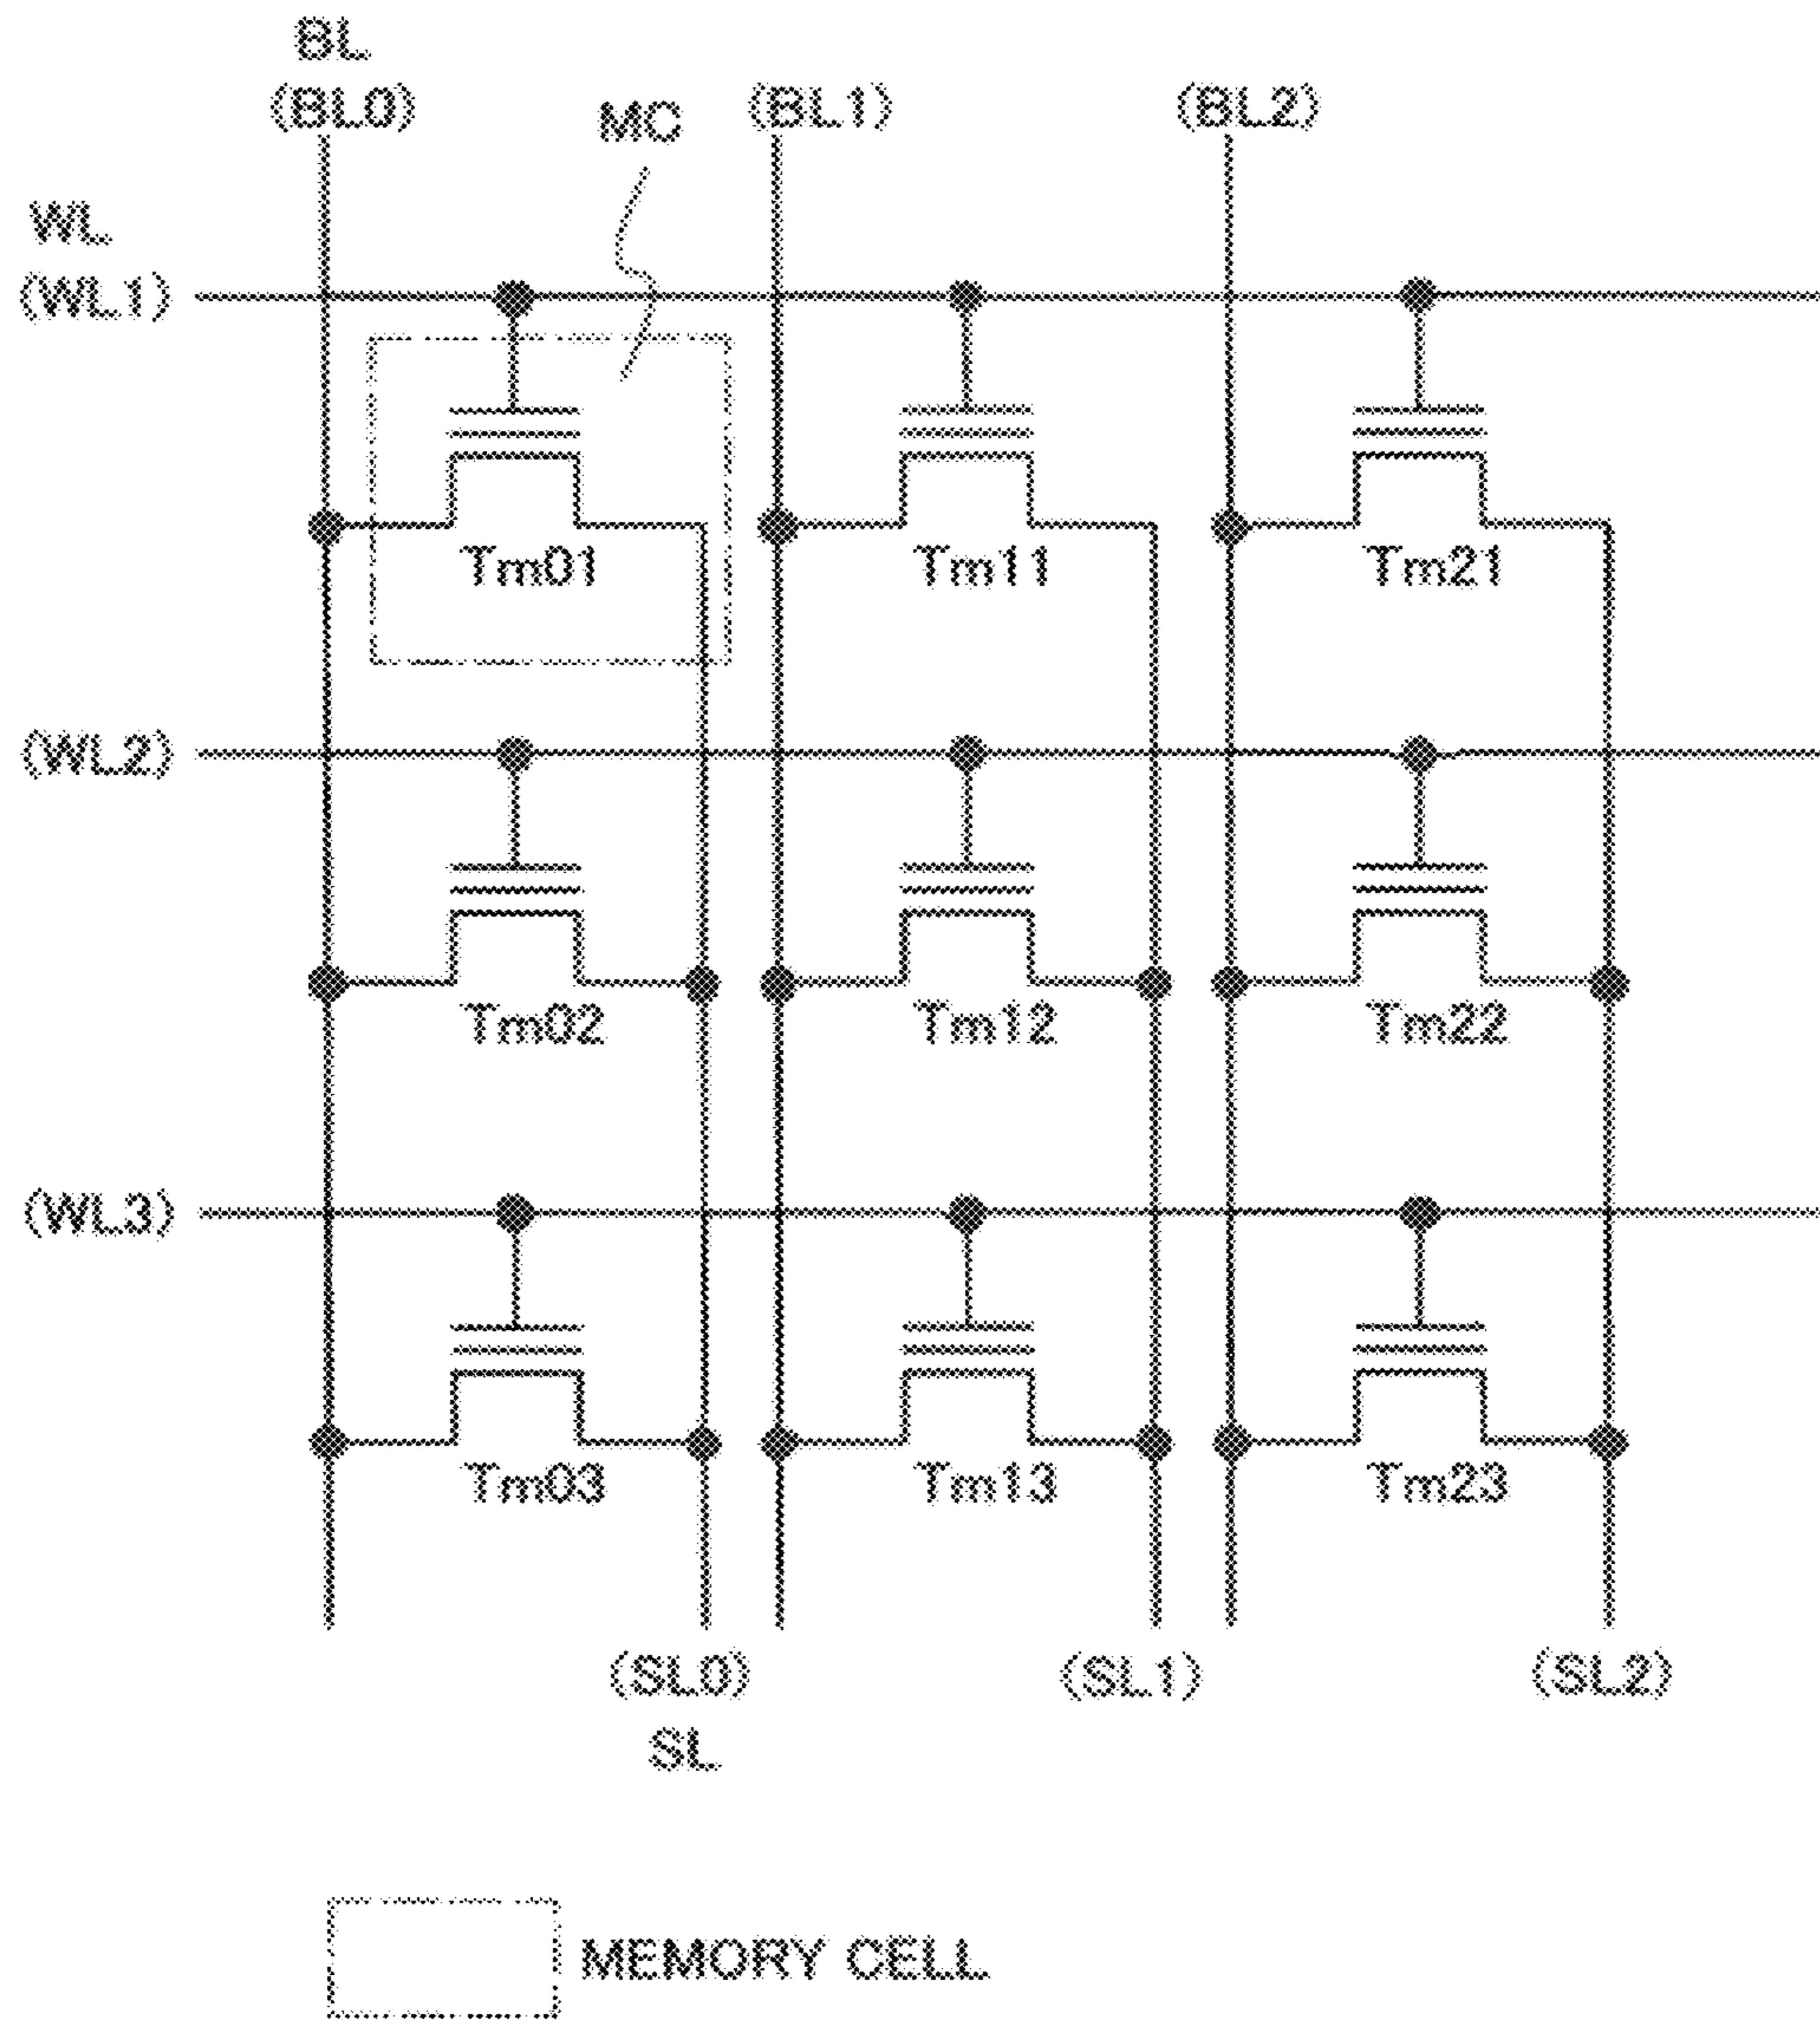 BL
(BL0)
MC
(BL1)
(BL2)
WL
(WL1)
Tm01
Tm11
Tm21
(WL2)
Tm02
Tm12
Tm22
(WL3)
Tm03
Tm13
Tm23
(SL0)
(SL1)
(SL2)
SL
MEMORY CELL